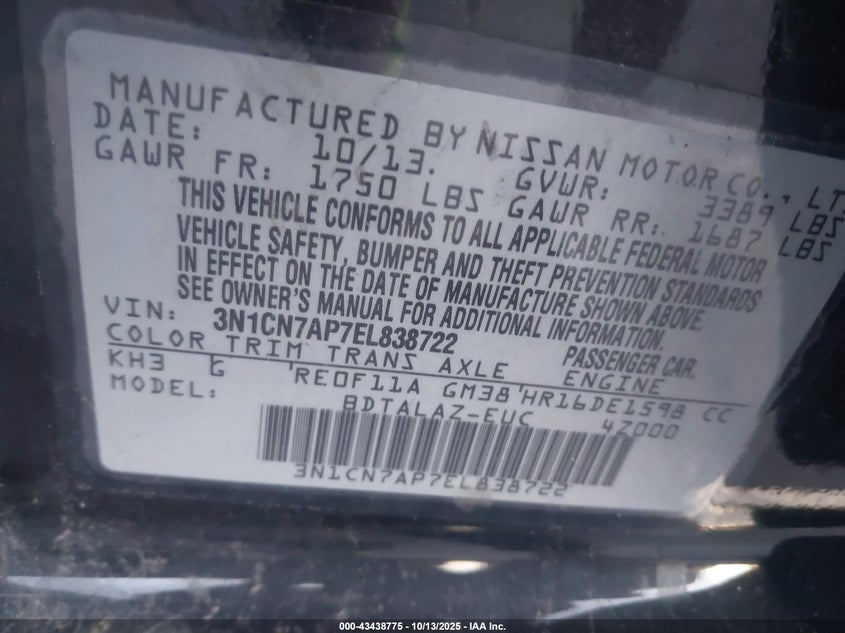 MANUFACTURED BY NISSAN MOTOR CO., LT
DATE: 10/13. GVWR: 3389 LBS
GAWR FR: 1750 LBS GAWR RR: 1687 LBS
THIS VEHICLE CONFORMS TO ALL APPLICABLE FEDERAL MOTOR
VEHICLE SAFETY, BUMPER AND THEFT PREVENTION STANDARDS
IN EFFECT ON THE DATE OF MANUFACTURE SHOWN ABOVE.
SEE OWNER'S MANUAL FOR ADDITIONAL INFORMATION.
VIN: 3N1CN7AP7EL838722 PASSENGER CAR.
COLOR TRIM TRANS AXLE ENGINE
KH3 G RE0F11A GM38 HR16DE1598 CC
MODEL: BDTALAZ-EUC 4Z000
3N1CN7AP7EL838722
000-43438775 | 10/13/2025 - IAA Inc.